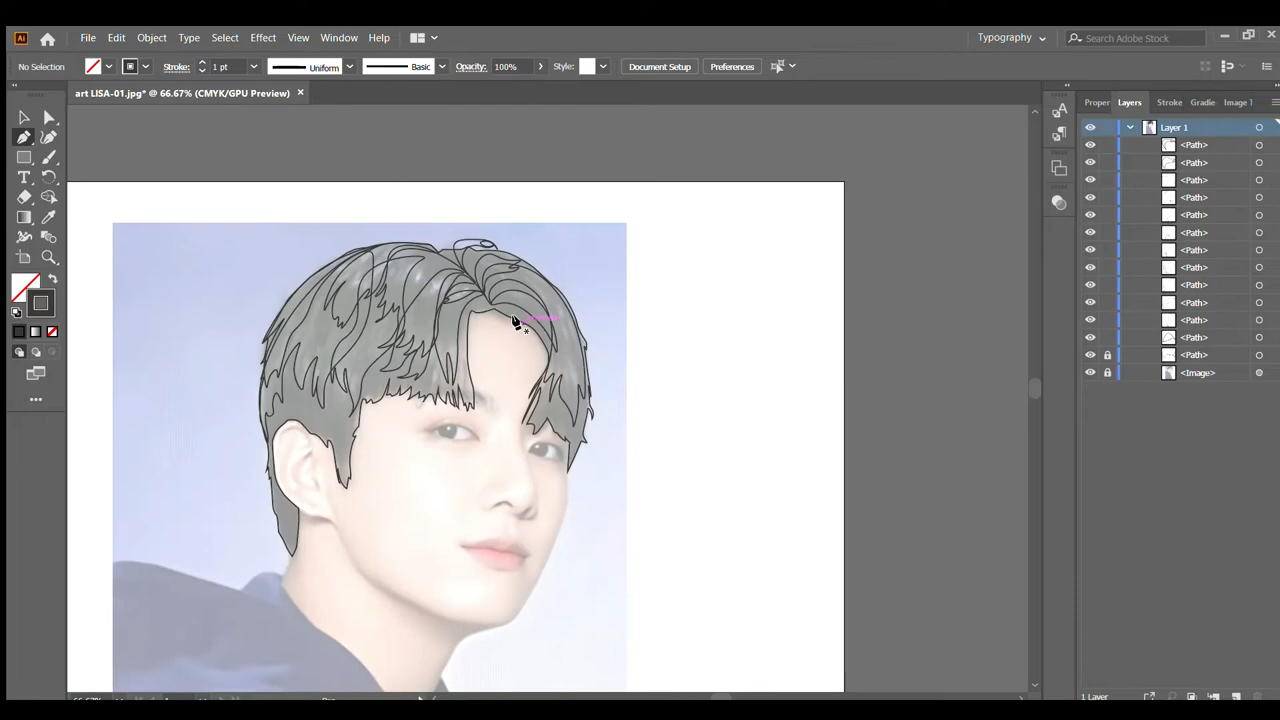 Ai File Edit Object Type Select Effect View Window Help Typography Search Adobe Stock
No Selection Stroke: 1 pt Uniform Basic Opacity: 100% Style: Document Setup Preferences
art LISA-01.jpg* @ 66.67% (CMYK/GPU Preview)
Proper Layers Stroke Gradie Image T
Layer 1
<Path>
<Path>
<Path>
<Path>
<Path>
<Path>
<Path>
<Path>
<Path>
<Path>
<Path>
<Path>
<Path>
<Image>
1 Layer